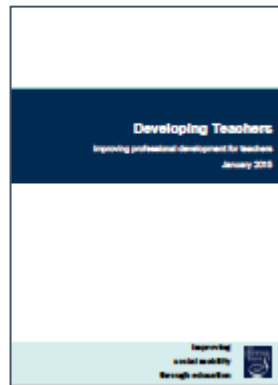 Developing Teachers
Improving professional development for teachers
January 2015
Improving
social mobility
through education